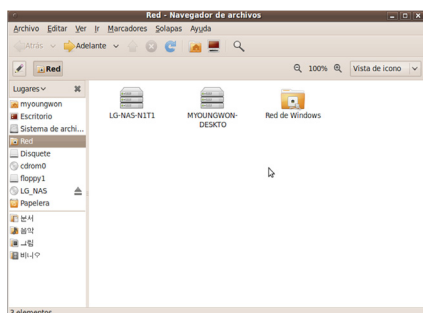 Red - Navegador de archivos
Archivo Editar Ver Ir Marcadores Solapas Ayuda
Atrás Adelante
Red 100% Vista de icono
Lugares
myoungwon
Escritorio
Sistema de archi...
Red
Disquete
cdrom0
floppy1
LG_NAS
Papelera
문서
음악
그림
비디오
LG-NAS-N1T1
MYOUNGWON-
DESKTO
Red de Windows
3 elementos